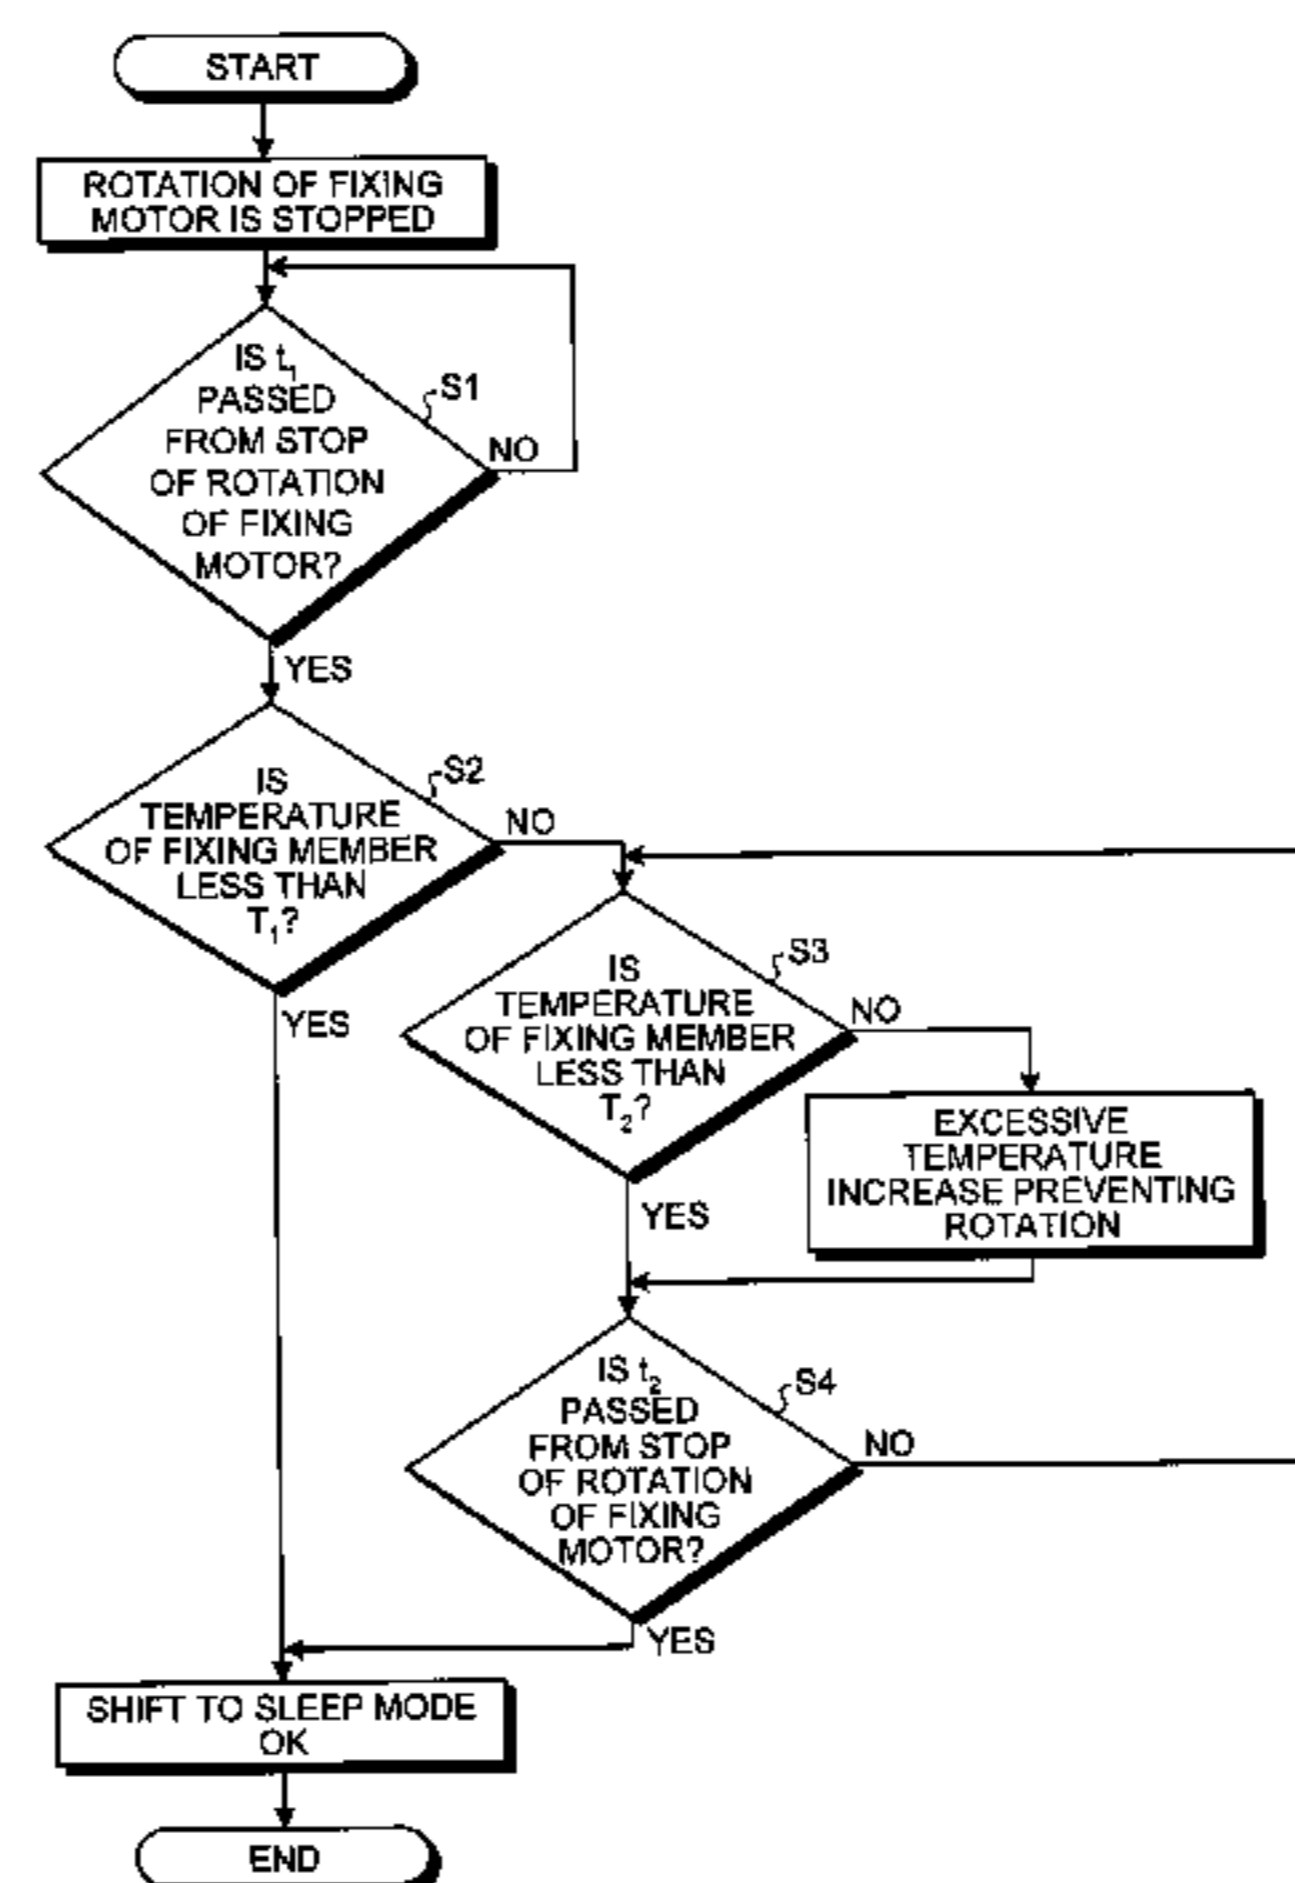 START
ROTATION OF FIXING
MOTOR IS STOPPED
IS t₁
PASSED
FROM STOP
OF ROTATION
OF FIXING
MOTOR?
S1
NO
YES
IS
TEMPERATURE
OF FIXING MEMBER
LESS THAN
T₁?
S2
NO
YES
IS
TEMPERATURE
OF FIXING MEMBER
LESS THAN
T₂?
S3
NO
YES
EXCESSIVE
TEMPERATURE
INCREASE PREVENTING
ROTATION
IS t₂
PASSED
FROM STOP
OF ROTATION
OF FIXING
MOTOR?
S4
NO
YES
SHIFT TO SLEEP MODE
OK
END